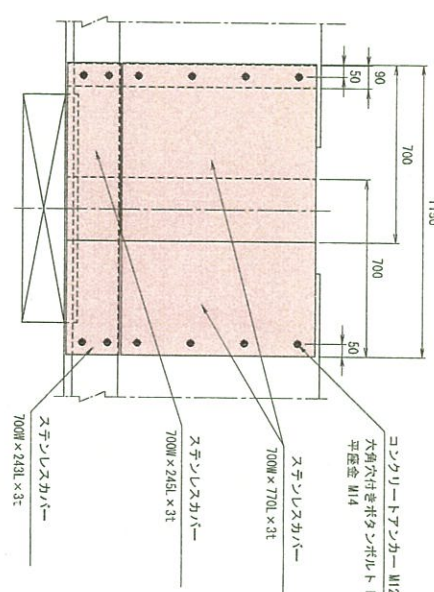 50
90
700
700
50
コンクリートアンカー M12
六角穴付きボタンボルト
平座金 M14
ステンレスカバー
700W×770L×3t
ステンレスカバー
700W×245L×3t
ステンレスカバー
700W×243L×3t